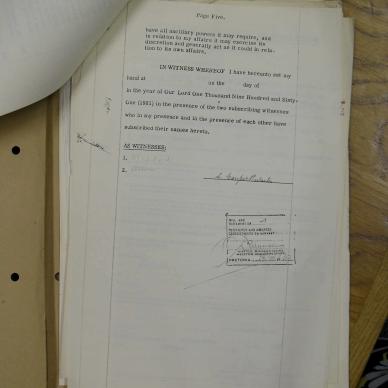 Page Five.
have all ancillary powers it may require, and
in relation to my affairs it may exercise its
discretion and generally act as it could in rela-
tion to its own affairs.
IN WITNESS WHEREOF I have hereunto set my
hand at on the day of
in the year of Our Lord One Thousand Nine Hundred and Sixty-
One (1961) in the presence of the two subscribing witnesses
who in my presence and in the presence of each other have
subscribed their names hereto.
AS WITNESSES:
1.
2.
PRETORIA